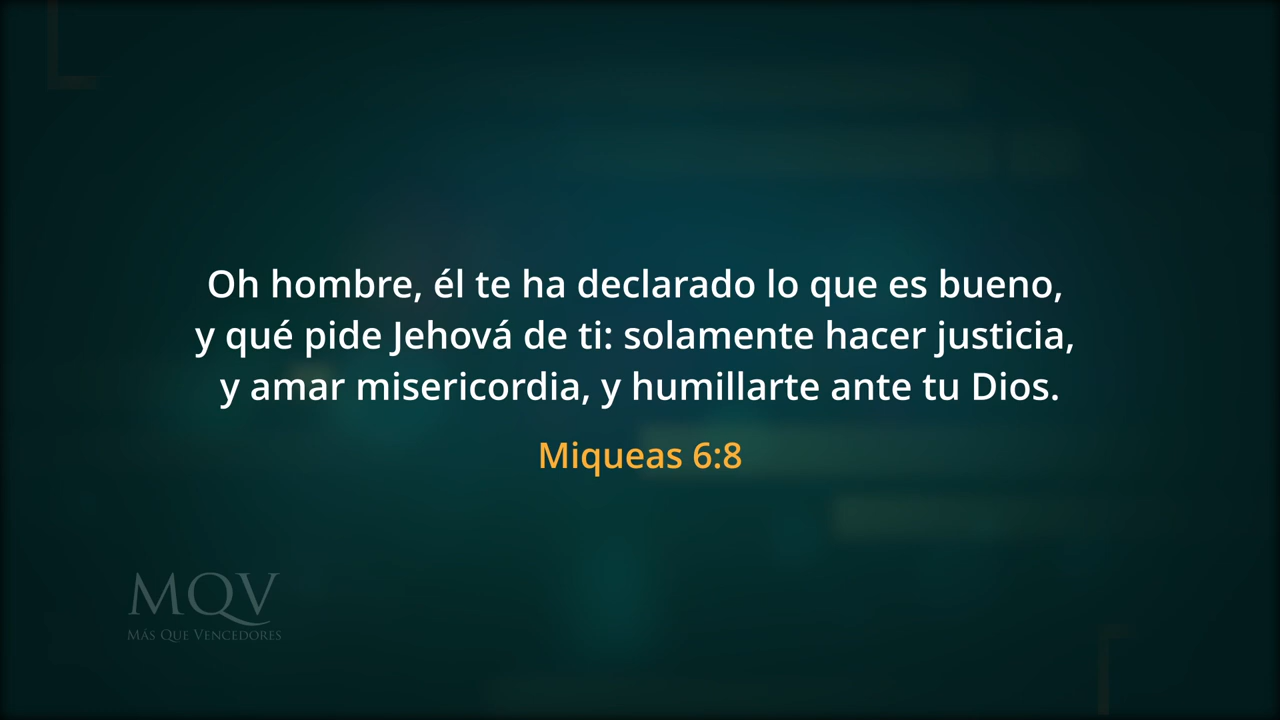 Oh hombre, él te ha declarado lo que es bueno,
y qué pide Jehová de ti: solamente hacer justicia,
y amar misericordia, y humillarte ante tu Dios.
Miqueas 6:8
MQV
Más Que Vencedores